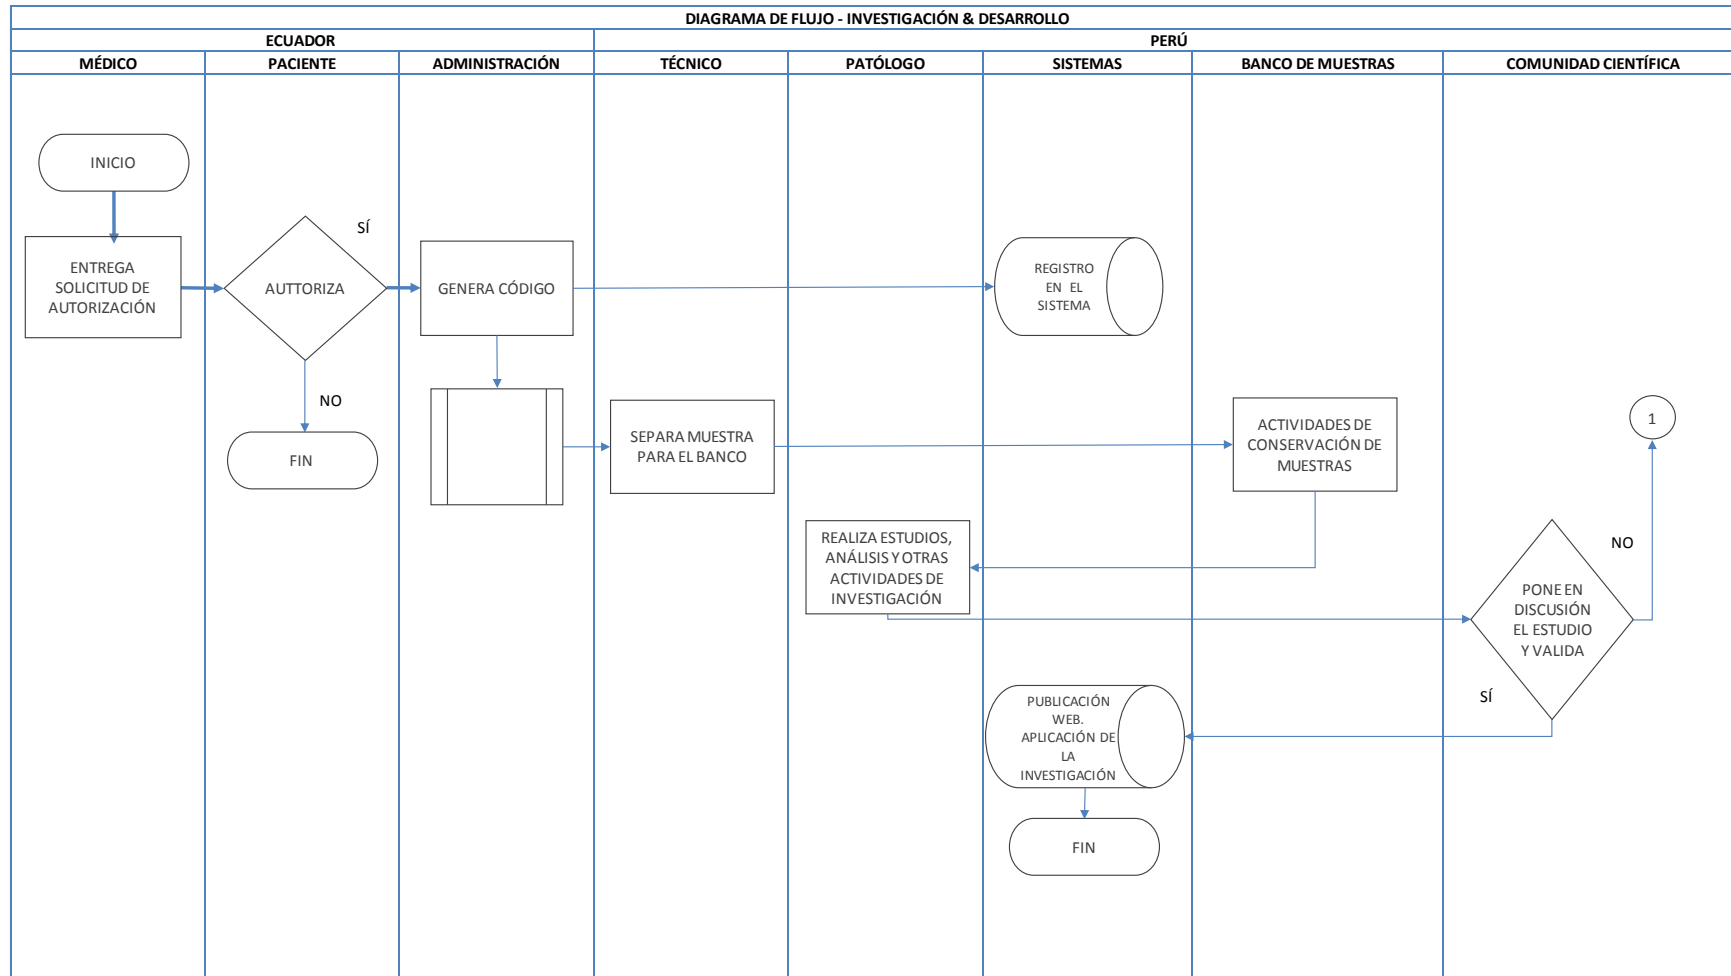 DIAGRAMA DE FLUJO - INVESTIGACIÓN & DESARROLLO
ECUADOR
PERÚ
MÉDICO
PACIENTE
ADMINISTRACIÓN
TÉCNICO
PATÓLOGO
SISTEMAS
BANCO DE MUESTRAS
COMUNIDAD CIENTÍFICA
INICIO
SÍ
ENTREGA
SOLICITUD DE
AUTORIZACIÓN
AUTTORIZA
GENERA CÓDIGO
REGISTRO
EN EL
SISTEMA
NO
FIN
SEPARA MUESTRA
PARA EL BANCO
ACTIVIDADES DE
CONSERVACIÓN DE
MUESTRAS
1
REALIZA ESTUDIOS,
ANÁLISIS Y OTRAS
ACTIVIDADES DE
INVESTIGACIÓN
NO
PONE EN
DISCUSIÓN
EL ESTUDIO
Y VALIDA
SÍ
PUBLICACIÓN
WEB.
APLICACIÓN DE
LA
INVESTIGACIÓN
FIN